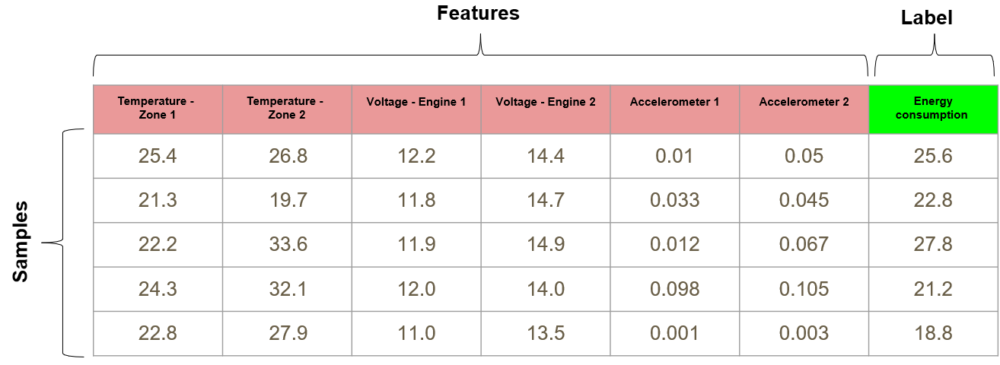 Features
Label
Temperature - Zone 1 Temperature - Zone 2 Voltage - Engine 1 Voltage - Engine 2 Accelerometer 1 Accelerometer 2 Energy consumption
Samples
25.4 26.8 12.2 14.4 0.01 0.05 25.6
21.3 19.7 11.8 14.7 0.033 0.045 22.8
22.2 33.6 11.9 14.9 0.012 0.067 27.8
24.3 32.1 12.0 14.0 0.098 0.105 21.2
22.8 27.9 11.0 13.5 0.001 0.003 18.8